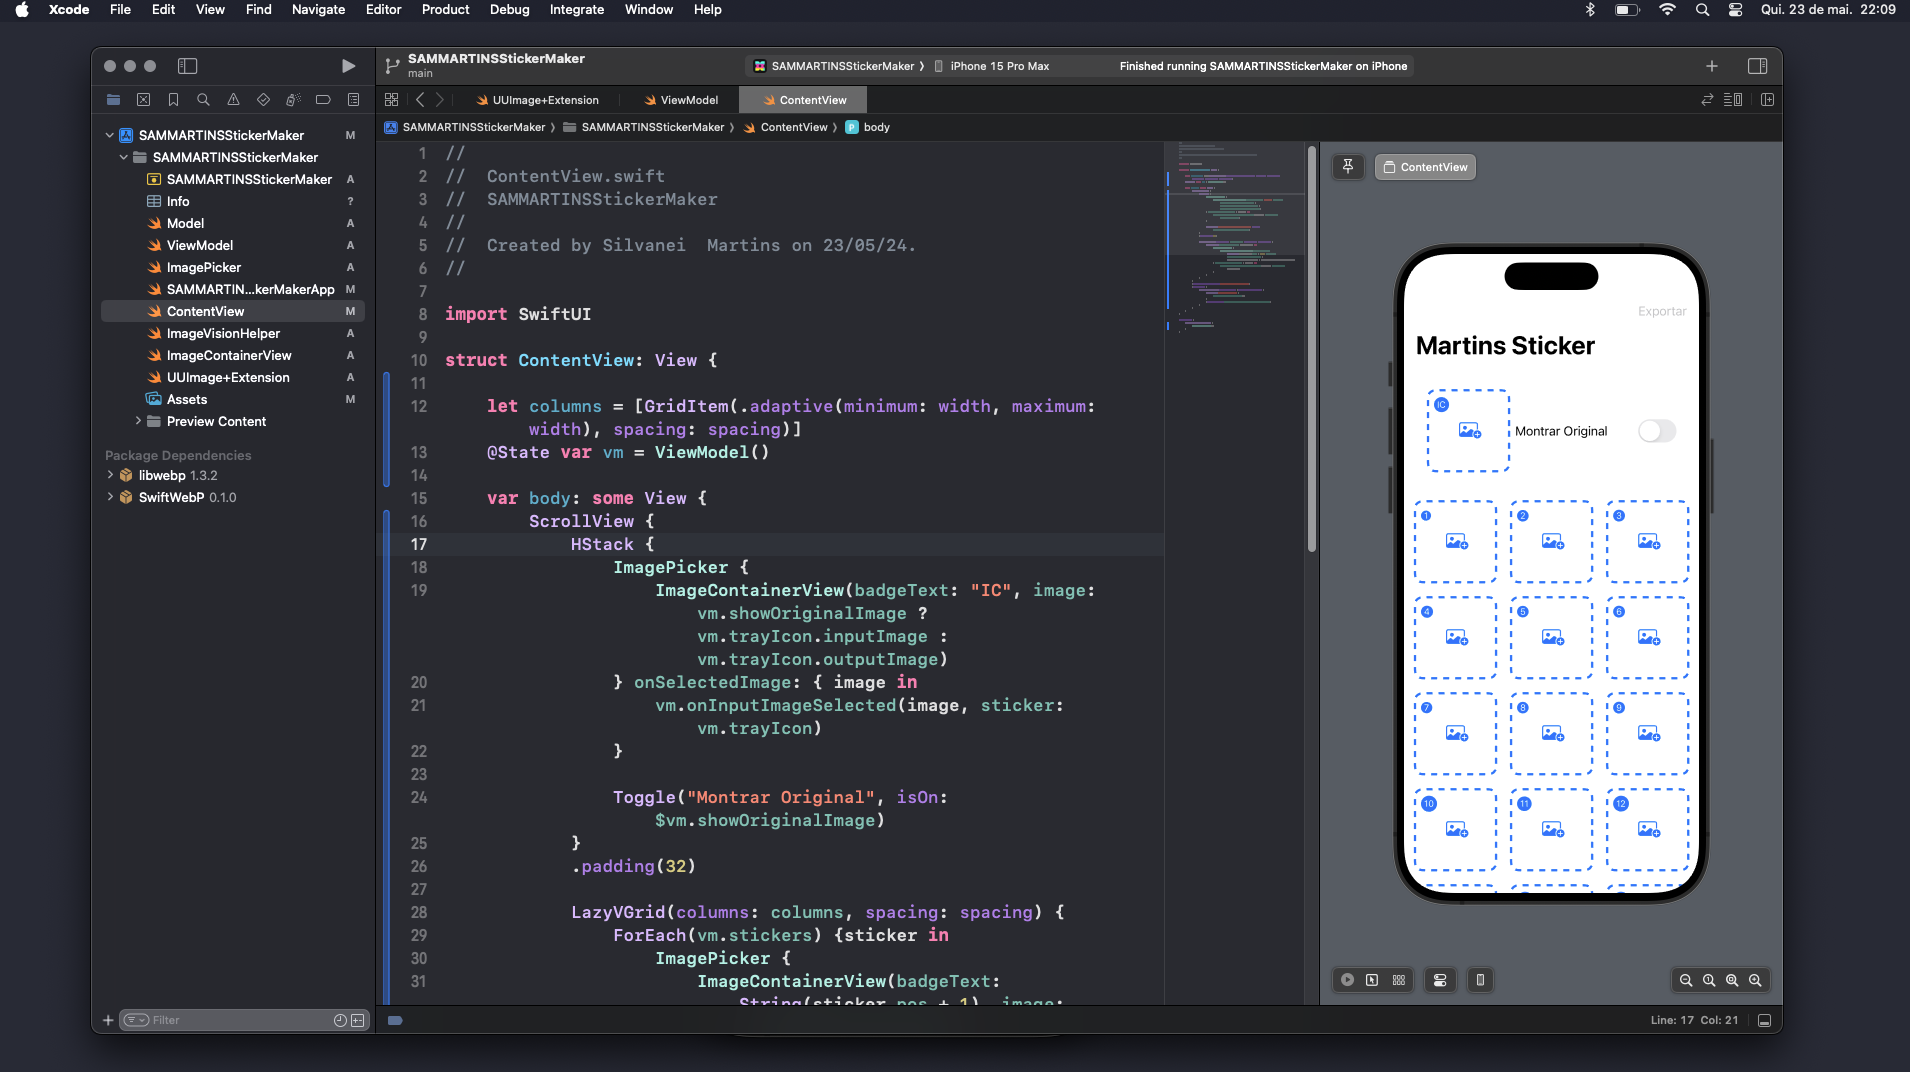 Xcode File Edit View Find Navigate Editor Product Debug Integrate Window Help
Qui. 23 de mai. 22:09
SAMMARTINSStickerMaker
main
SAMMARTINSStickerMaker 〉 iPhone 15 Pro Max
Finished running SAMMARTINSStickerMaker on iPhone
UUImage+Extension
ViewModel
ContentView
SAMMARTINSStickerMaker 〉 SAMMARTINSStickerMaker 〉 ContentView 〉 P body
SAMMARTINSStickerMaker M
SAMMARTINSStickerMaker
SAMMARTINSStickerMaker A
Info ?
Model A
ViewModel A
ImagePicker A
SAMMARTIN...kerMakerApp M
ContentView M
ImageVisionHelper A
ImageContainerView A
UUImage+Extension A
Assets M
Preview Content
Package Dependencies
libwebp 1.3.2
SwiftWebP 0.1.0
Filter
1 //
2 // ContentView.swift
3 // SAMMARTINSStickerMaker
4 //
5 // Created by Silvanei  Martins on 23/05/24.
6 //
7
8 import SwiftUI
9
10 struct ContentView: View {
11
12 let columns = [GridItem(.adaptive(minimum: width, maximum:
width), spacing: spacing)]
13 @State var vm = ViewModel()
14
15 var body: some View {
16 ScrollView {
17 HStack {
18 ImagePicker {
19 ImageContainerView(badgeText: "IC", image:
vm.showOriginalImage ?
vm.trayIcon.inputImage :
vm.trayIcon.outputImage)
20 } onSelectedImage: { image in
21 vm.onInputImageSelected(image, sticker:
vm.trayIcon)
22 }
23
24 Toggle("Montrar Original", isOn:
$vm.showOriginalImage)
25 }
26 .padding(32)
27
28 LazyVGrid(columns: columns, spacing: spacing) {
29 ForEach(vm.stickers) {sticker in
30 ImagePicker {
31 ImageContainerView(badgeText:
String(sticker.pos + 1), image:
ContentView
Exportar
Martins Sticker
IC
Montrar Original
1 2 3
4 5 6
7 8 9
10 11 12
Line: 17 Col: 21